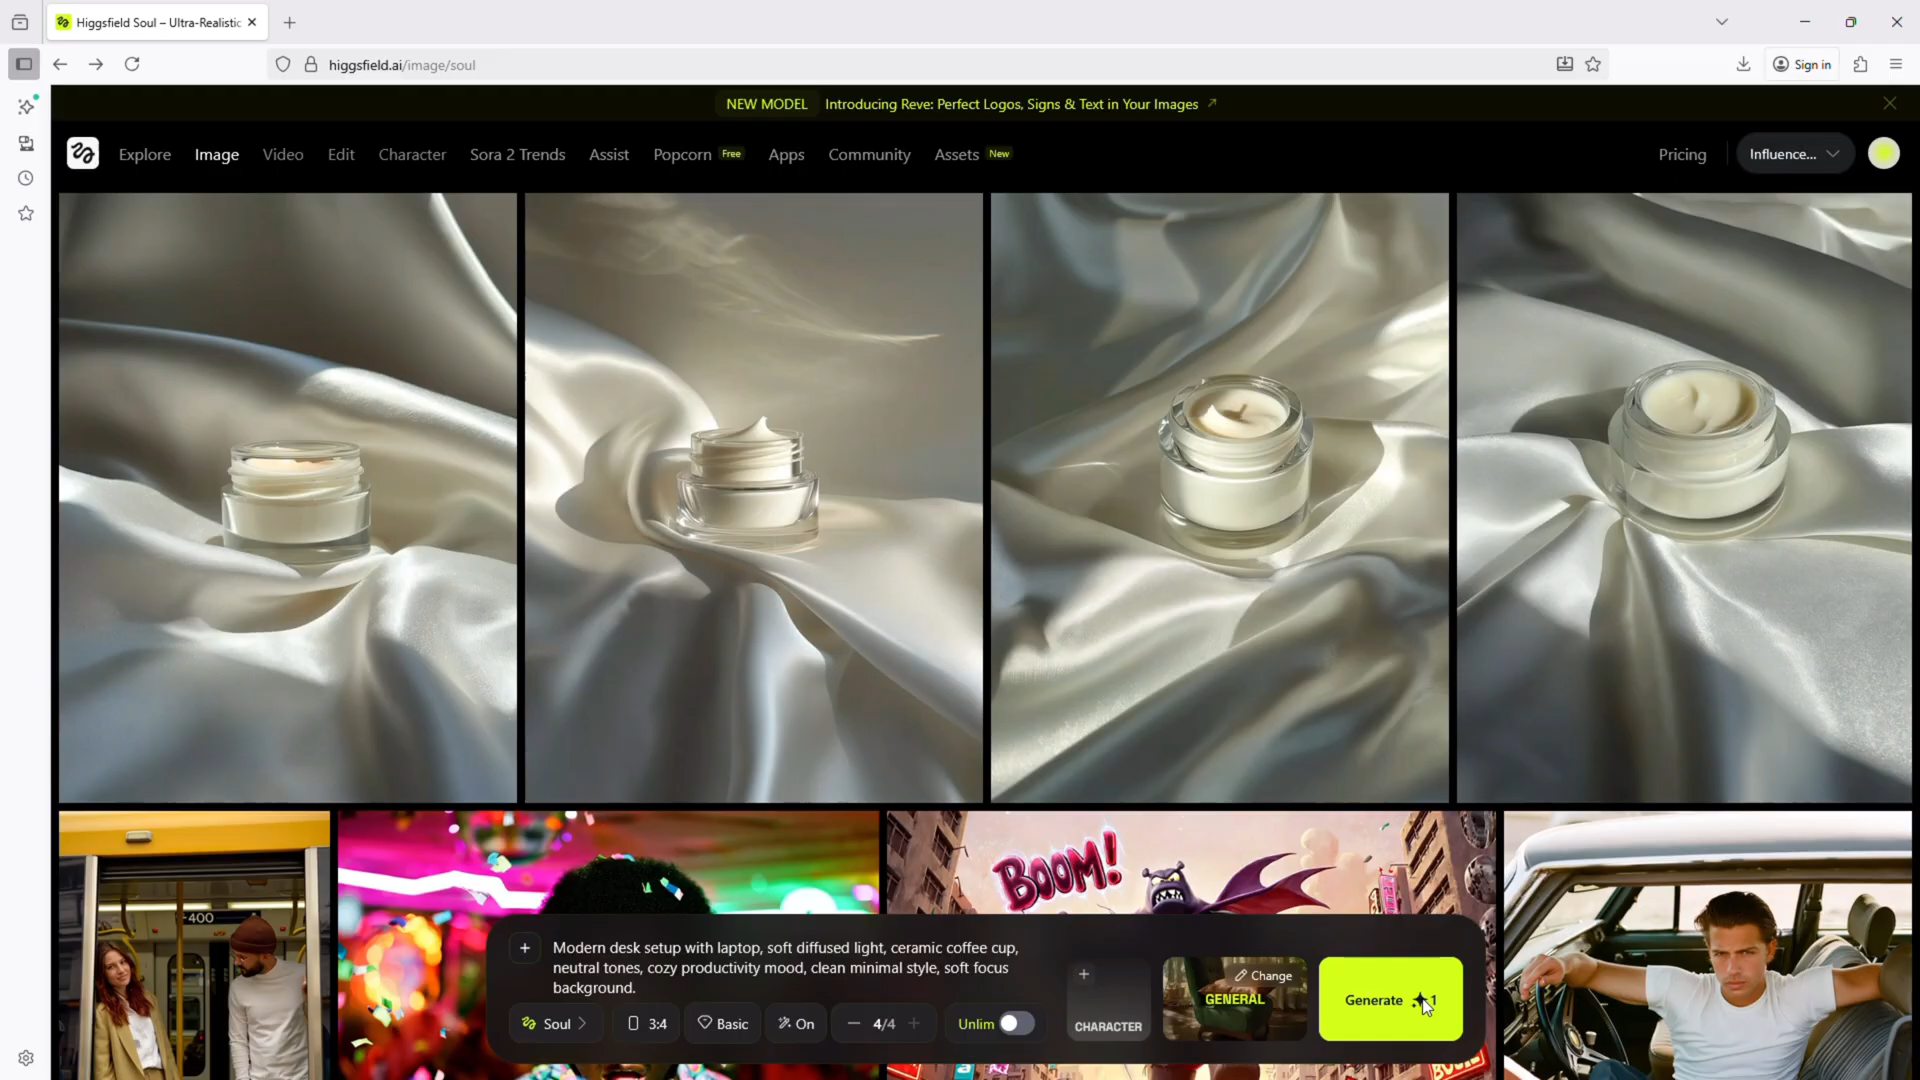 Higgsfield Soul – Ultra-Realistic
higgsfield.ai/image/soul
Sign in
NEW MODEL Introducing Reve: Perfect Logos, Signs & Text in Your Images
Explore Image Video Edit Character Sora 2 Trends Assist Popcorn Free Apps Community Assets New Pricing Influence...
400
BOOM!
Modern desk setup with laptop, soft diffused light, ceramic coffee cup,
neutral tones, cozy productivity mood, clean minimal style, soft focus
background.
Soul 3:4 Basic On 4/4 Unlim
CHARACTER
Change
GENERAL
Generate 1